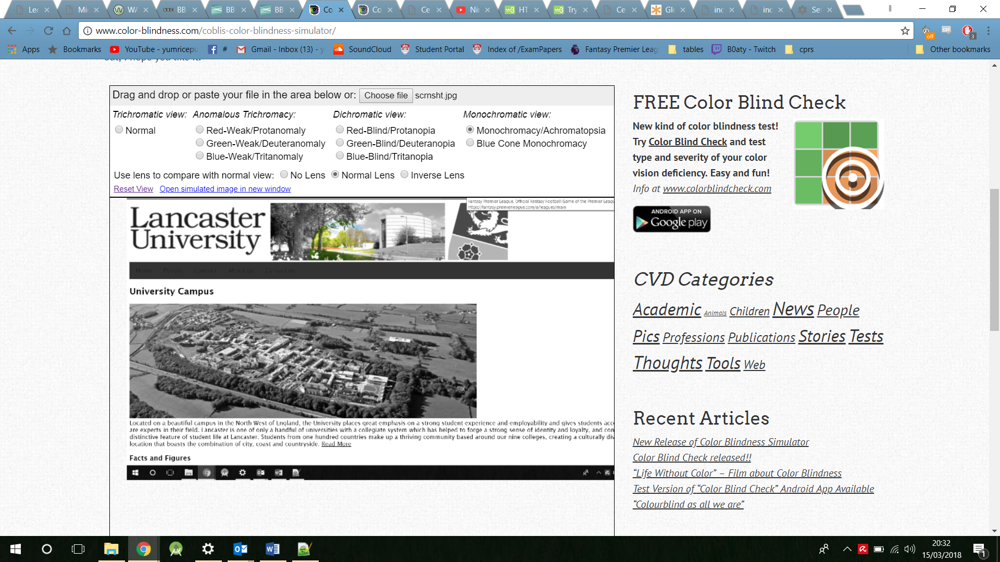 Lec
Mic
WA
BB
BB
BB
Co
Co
Ce
Nir
HT
Try
Ce
Glo
inc
inc
Set
www.color-blindness.com/coblis-color-blindness-simulator/
off
css
3
Apps Bookmarks YouTube - yumricepu # Gmail - Inbox (13) - y SoundCloud Student Portal Index of /ExamPapers Fantasy Premier Leag tables B0aty - Twitch cprs Other bookmarks
out, I hope you like it!
Drag and drop or paste your file in the area below or: Choose file scrnsht.jpg
Trichromatic view: Anomalous Trichromacy: Dichromatic view: Monochromatic view:
Normal Red-Weak/Protanomaly Red-Blind/Protanopia Monochromacy/Achromatopsia
Green-Weak/Deuteranomaly Green-Blind/Deuteranopia Blue Cone Monochromacy
Blue-Weak/Tritanomaly Blue-Blind/Tritanopia
Use lens to compare with normal view: No Lens Normal Lens Inverse Lens
Reset View Open simulated image in new window
Fantasy Premier League, Official Fantasy Football Game of the Premier Leagu
https://fantasy.premierleague.com/a/leagues/main
Lancaster
University
Home People Courses About us Contact us
University Campus
Located on a beautiful campus in the North West of England, the University places great emphasis on a strong student experience and employability and gives students acc
are experts in their field. Lancaster is one of only a handful of universities with a collegiate system which has helped to forge a strong sense of identity and loyalty, and con
distinctive feature of student life at Lancaster. Students from one hundred countries make up a thriving community based around our nine colleges, creating a culturally div
location that boasts the combination of city, coast and countryside. Read More
Facts and Figures
FREE Color Blind Check
New kind of color blindness test!
Try Color Blind Check and test
type and severity of your color
vision deficiency. Easy and fun!
Info at www.colorblindcheck.com
ANDROID APP ON
Google play
CVD Categories
Academic Animals Children News People
Pics Professions Publications Stories Tests
Thoughts Tools Web
Recent Articles
New Release of Color Blindness Simulator
Color Blind Check released!!
“Life Without Color” – Film about Color Blindness
Test Version of “Color Blind Check” Android App Available
“Colourblind as all we are”
20:32
15/03/2018
1